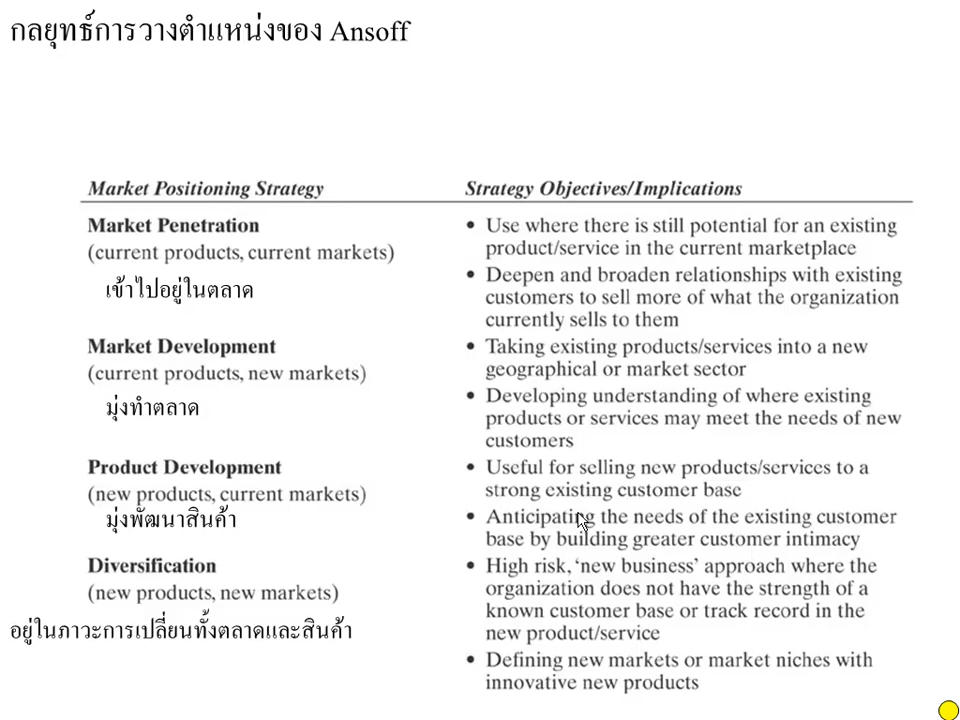 กลยุทธ์การวางตำแหน่งของ Ansoff
Market Positioning Strategy
Strategy Objectives/Implications
Market Penetration
(current products, current markets)
เข้าไปอยู่ในตลาด
• Use where there is still potential for an existing
product/service in the current marketplace
• Deepen and broaden relationships with existing
customers to sell more of what the organization
currently sells to them
Market Development
(current products, new markets)
มุ่งทำตลาด
• Taking existing products/services into a new
geographical or market sector
• Developing understanding of where existing
products or services may meet the needs of new
customers
Product Development
(new products, current markets)
มุ่งพัฒนาสินค้า
• Useful for selling new products/services to a
strong existing customer base
• Anticipating the needs of the existing customer
base by building greater customer intimacy
Diversification
(new products, new markets)
อยู่ในภาวะการเปลี่ยนทั้งตลาดและสินค้า
• High risk, ‘new business’ approach where the
organization does not have the strength of a
known customer base or track record in the
new product/service
• Defining new markets or market niches with
innovative new products